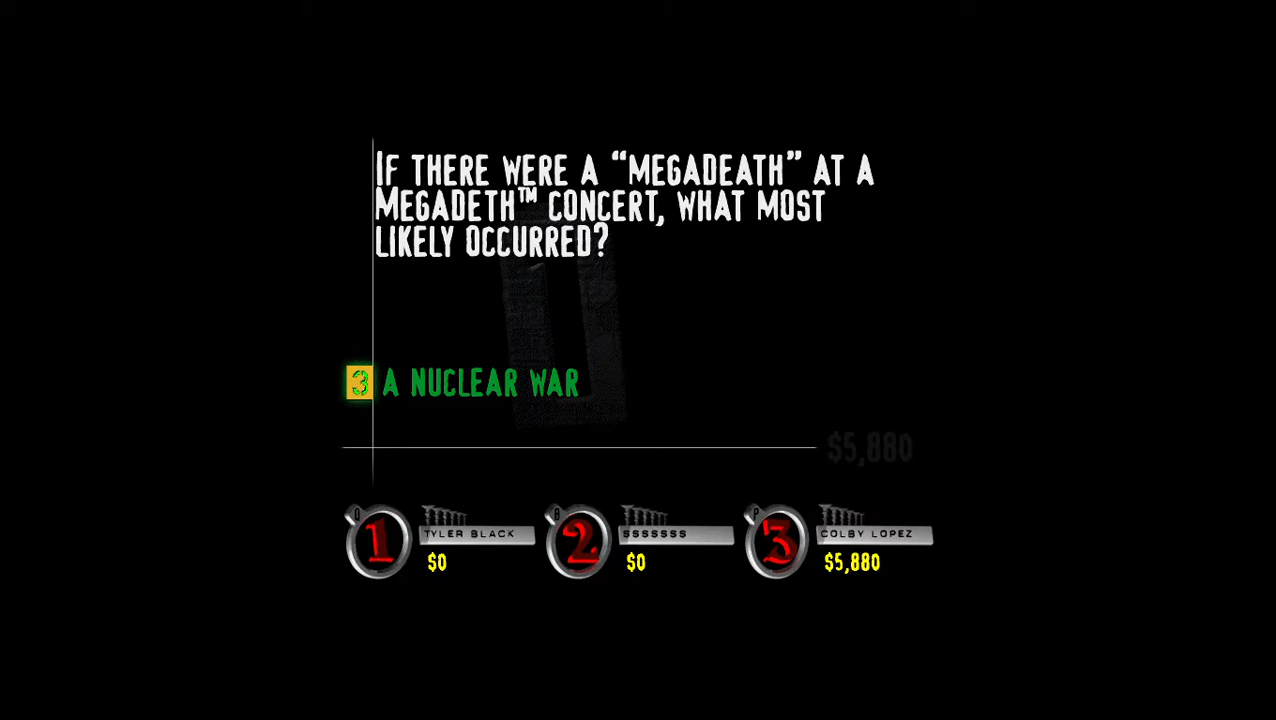 If there were a “megadeath” at a
Megadeth™ concert, what most
likely occurred?
3 A nuclear war
$5,880
Q 1 TYLER BLACK $0
B 2 SSSSSSS $0
P 3 COLBY LOPEZ $5,880